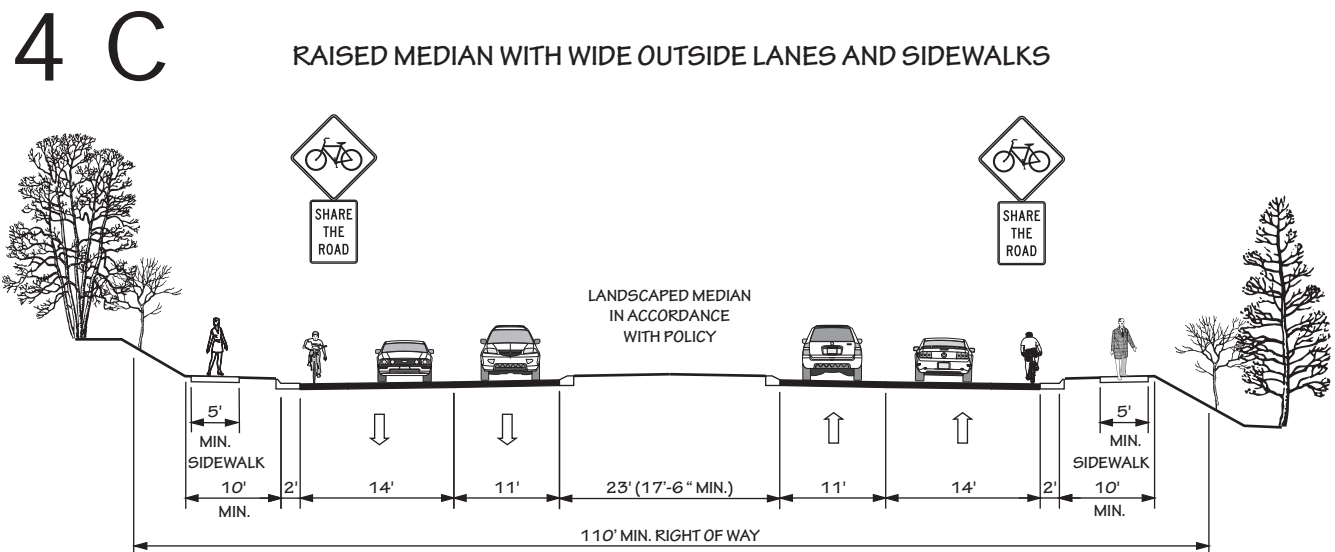 4 C
RAISED MEDIAN WITH WIDE OUTSIDE LANES AND SIDEWALKS
SHARE
THE
ROAD
SHARE
THE
ROAD
LANDSCAPED MEDIAN
IN ACCORDANCE
WITH POLICY
5'
MIN.
SIDEWALK
10'
MIN.
2'
14'
11'
23' (17'-6" MIN.)
11'
14'
2'
5'
MIN.
SIDEWALK
10'
MIN.
110' MIN. RIGHT OF WAY